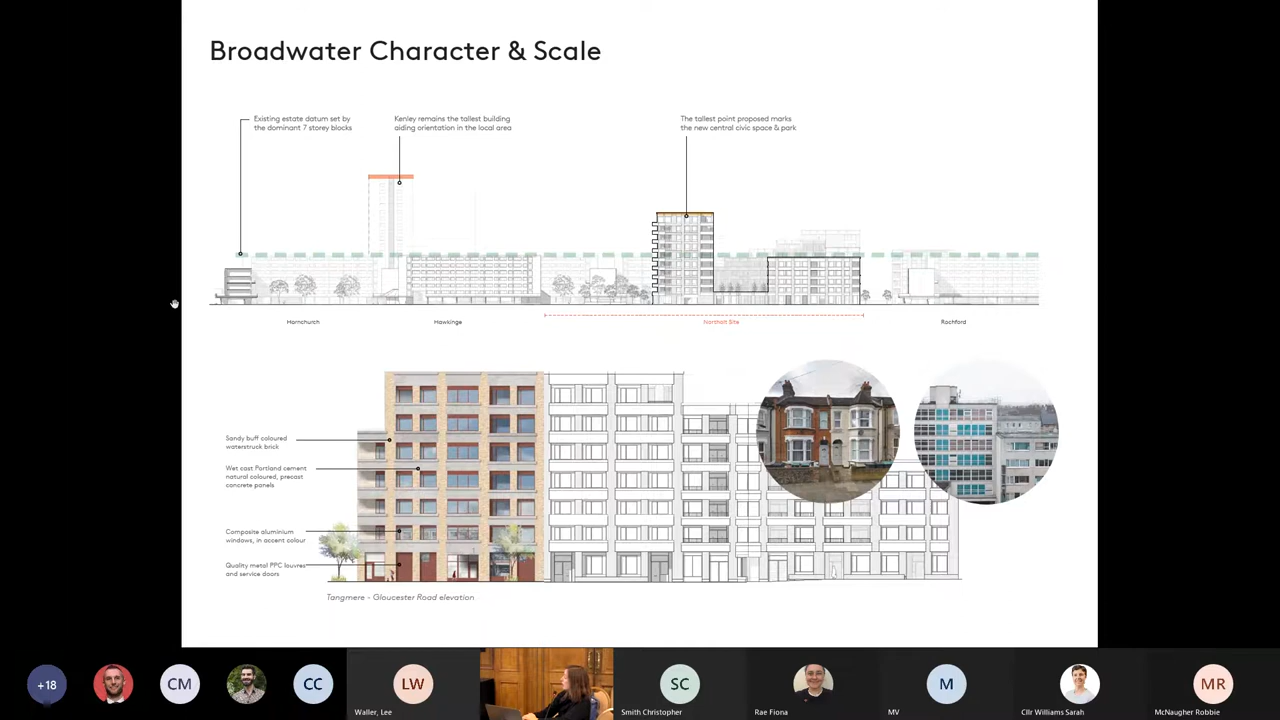 Broadwater Character & Scale
Existing estate datum set by
the dominant 7 storey blocks
Kenley remains the tallest building
aiding orientation in the local area
The tallest point proposed marks
the new central civic space & park
Hornchurch
Hawkinge
Northolt Site
Rochford
Sandy buff coloured
waterstruck brick
Wet cast Portland cement
natural coloured, precast
concrete panels
Composite aluminium
windows, in accent colour
Quality metal PPC louvres
and service doors
Tangmere - Gloucester Road elevation
+18
CM
CC
LW
SC
M
MR
Waller, Lee
Smith Christopher
Rae Fiona
MV
Cllr Williams Sarah
McNaugher Robbie